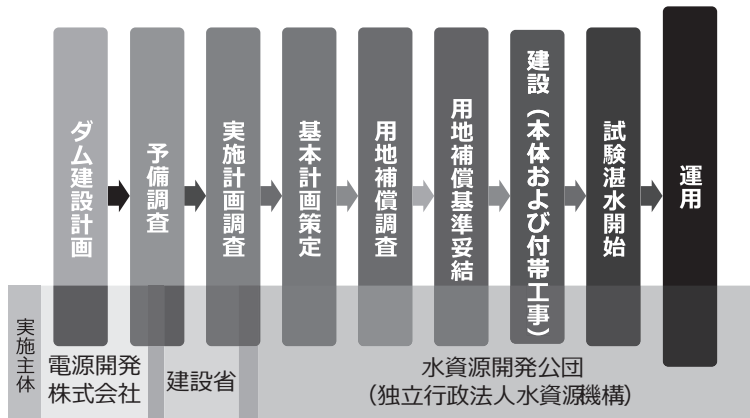 ダム建設計画
予備調査
実施計画調査
基本計画策定
用地補償調査
用地補償基準妥結
建設（本体および付帯工事）
試験湛水開始
運用
実施主体
電源開発
株式会社
建設省
水資源開発公団
（独立行政法人水資源機構）